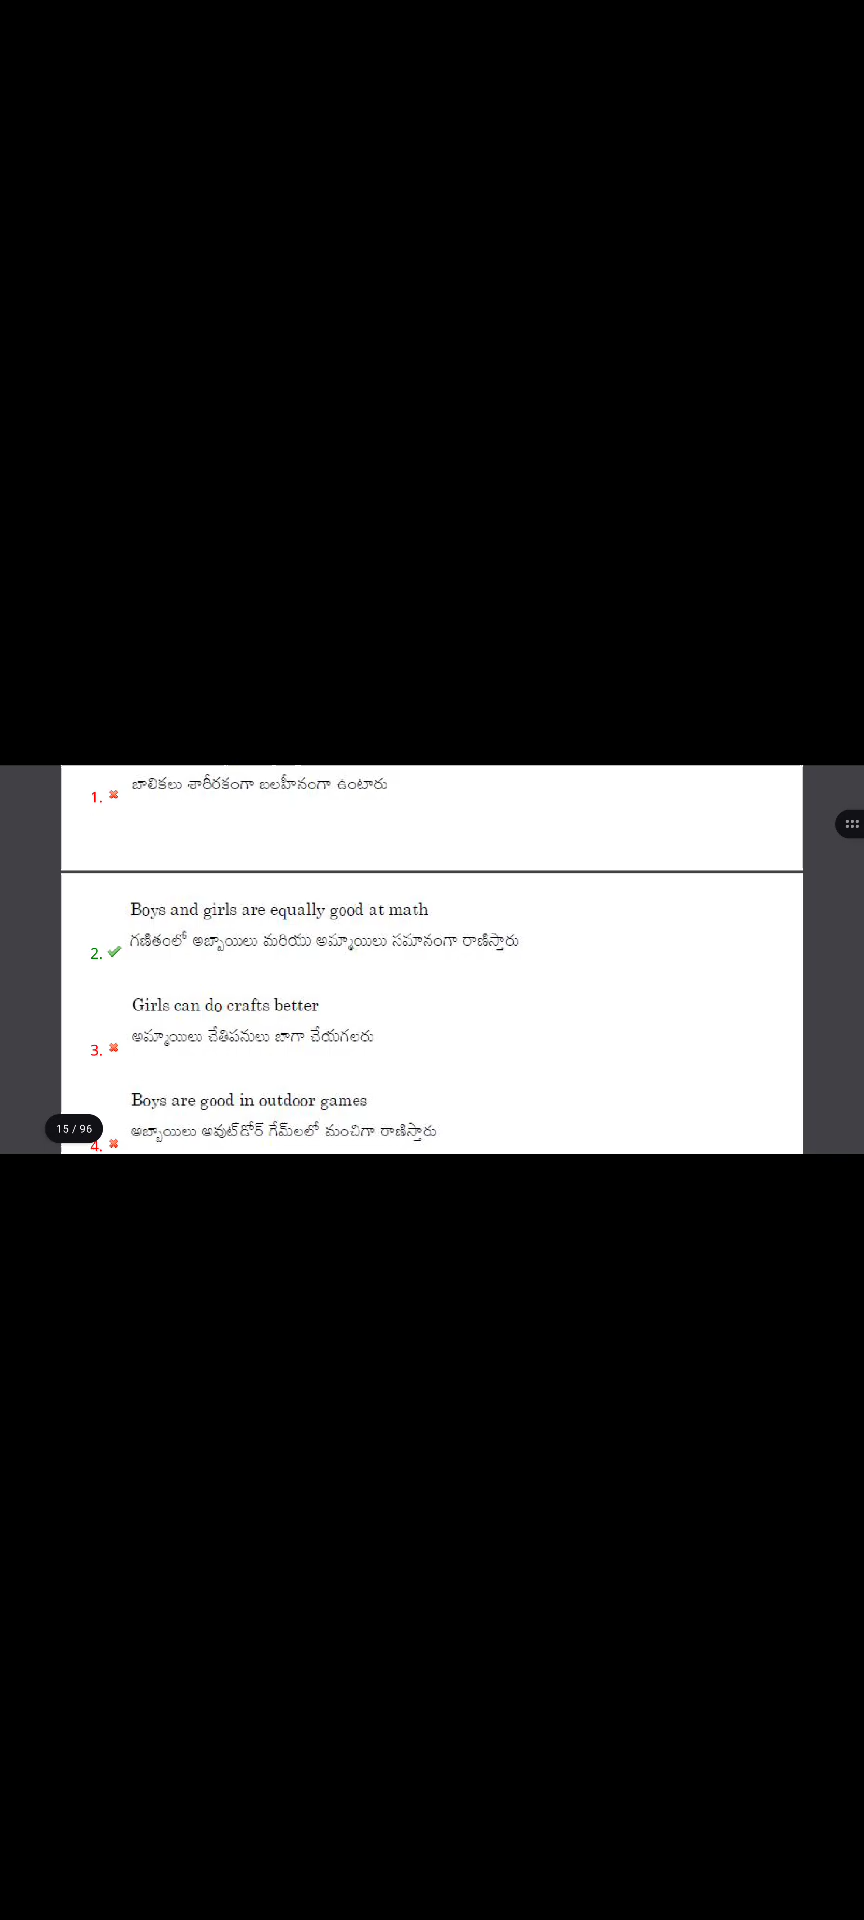 బాలికలు శారీరకంగా బలహీనంగా ఉంటారు
1.
Boys and girls are equally good at math
గణితంలో అబ్బాయిలు మరియు అమ్మాయిలు సమానంగా రాణిస్తారు
2.
Girls can do crafts better
అమ్మాయిలు చేతిపనులు బాగా చేయగలరు
3.
Boys are good in outdoor games
అబ్బాయిలు అవుట్‌డోర్ గేమ్‌లలో మంచిగా రాణిస్తారు
15 / 96
4.